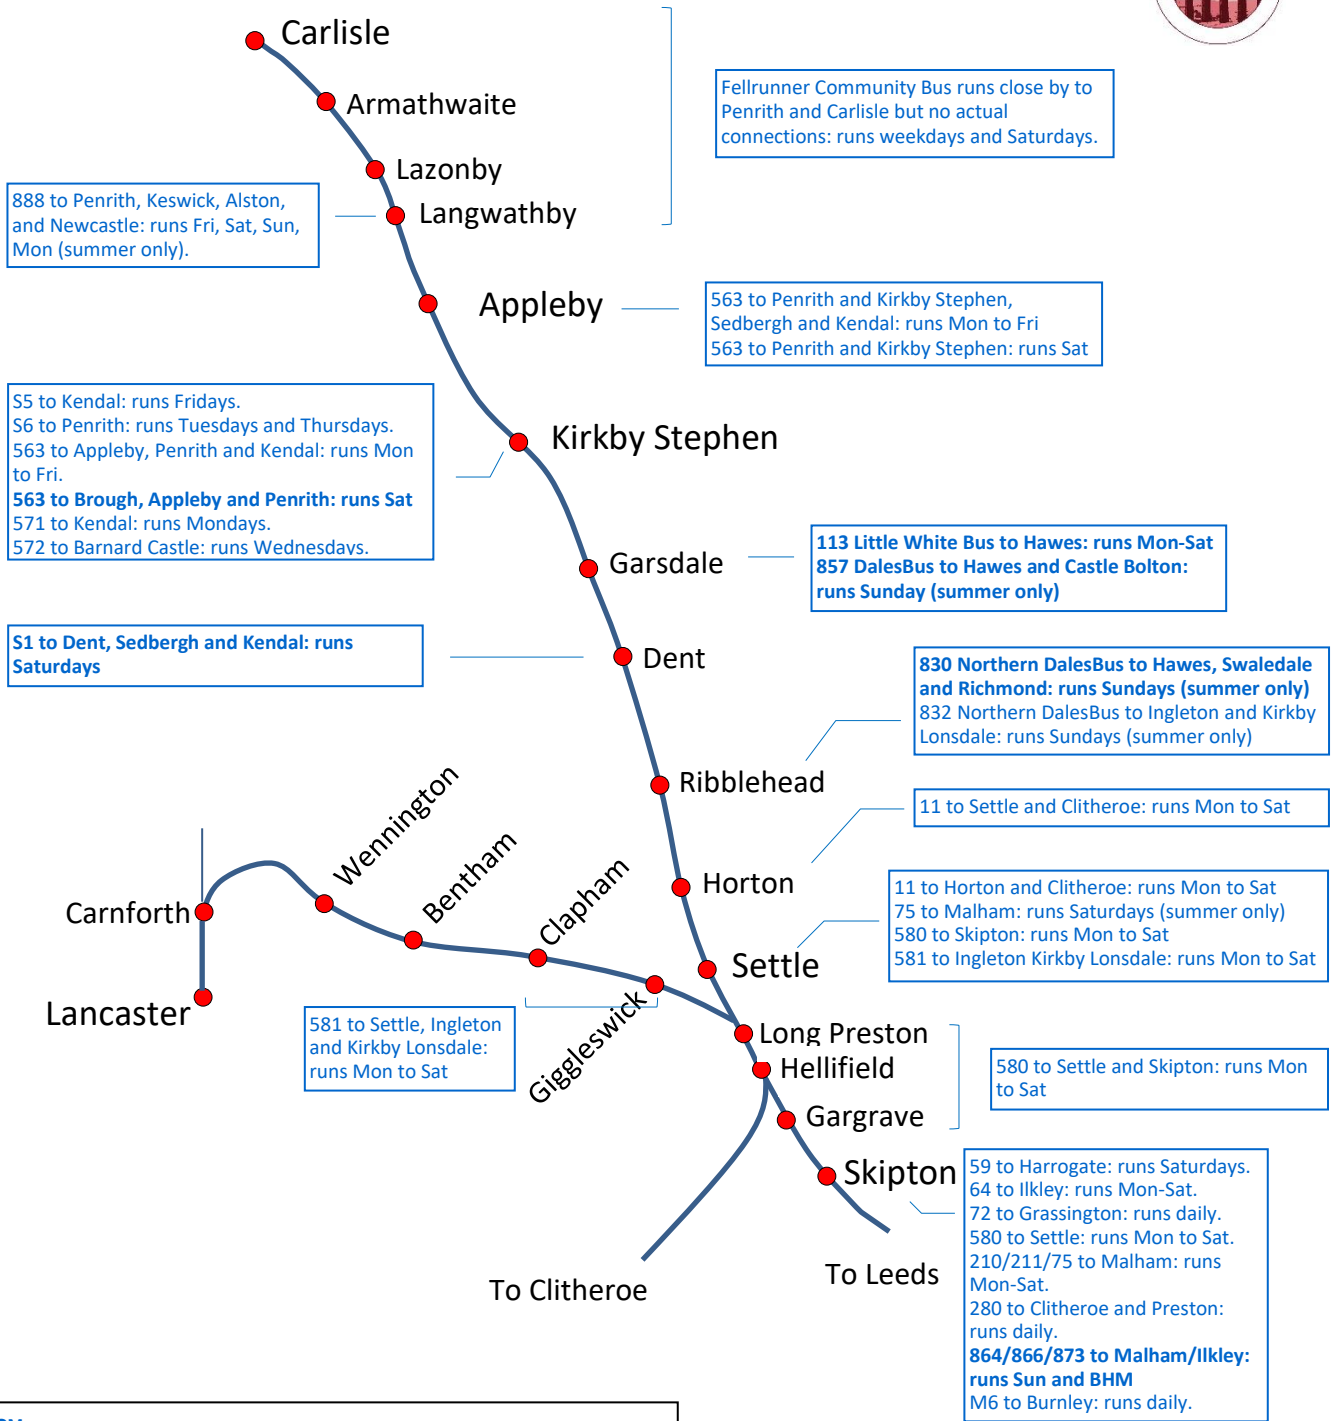 Carlisle
Armathwaite
Lazonby
Langwathby
Fellrunner Community Bus runs close by to
Penrith and Carlisle but no actual
connections: runs weekdays and Saturdays.
888 to Penrith, Keswick, Alston,
and Newcastle: runs Fri, Sat, Sun,
Mon (summer only).
Appleby
563 to Penrith and Kirkby Stephen,
Sedbergh and Kendal: runs Mon to Fri
563 to Penrith and Kirkby Stephen: runs Sat
S5 to Kendal: runs Fridays.
S6 to Penrith: runs Tuesdays and Thursdays.
563 to Appleby, Penrith and Kendal: runs Mon
to Fri.
563 to Brough, Appleby and Penrith: runs Sat
571 to Kendal: runs Mondays.
572 to Barnard Castle: runs Wednesdays.
Kirkby Stephen
Garsdale
113 Little White Bus to Hawes: runs Mon-Sat
857 DalesBus to Hawes and Castle Bolton:
runs Sunday (summer only)
S1 to Dent, Sedbergh and Kendal: runs
Saturdays
Dent
830 Northern DalesBus to Hawes, Swaledale
and Richmond: runs Sundays (summer only)
832 Northern DalesBus to Ingleton and Kirkby
Lonsdale: runs Sundays (summer only)
Ribblehead
11 to Settle and Clitheroe: runs Mon to Sat
Horton
11 to Horton and Clitheroe: runs Mon to Sat
75 to Malham: runs Saturdays (summer only)
580 to Skipton: runs Mon to Sat
581 to Ingleton Kirkby Lonsdale: runs Mon to Sat
Settle
Wennington
Bentham
Clapham
Giggleswick
Carnforth
Lancaster
581 to Settle, Ingleton
and Kirkby Lonsdale:
runs Mon to Sat
Long Preston
Hellifield
Gargrave
580 to Settle and Skipton: runs Mon
to Sat
Skipton
59 to Harrogate: runs Saturdays.
64 to Ilkley: runs Mon-Sat.
72 to Grassington: runs daily.
580 to Settle: runs Mon to Sat.
210/211/75 to Malham: runs
Mon-Sat.
280 to Clitheroe and Preston:
runs daily.
864/866/873 to Malham/Ilkley:
runs Sun and BHM
M6 to Burnley: runs daily.
To Clitheroe
To Leeds